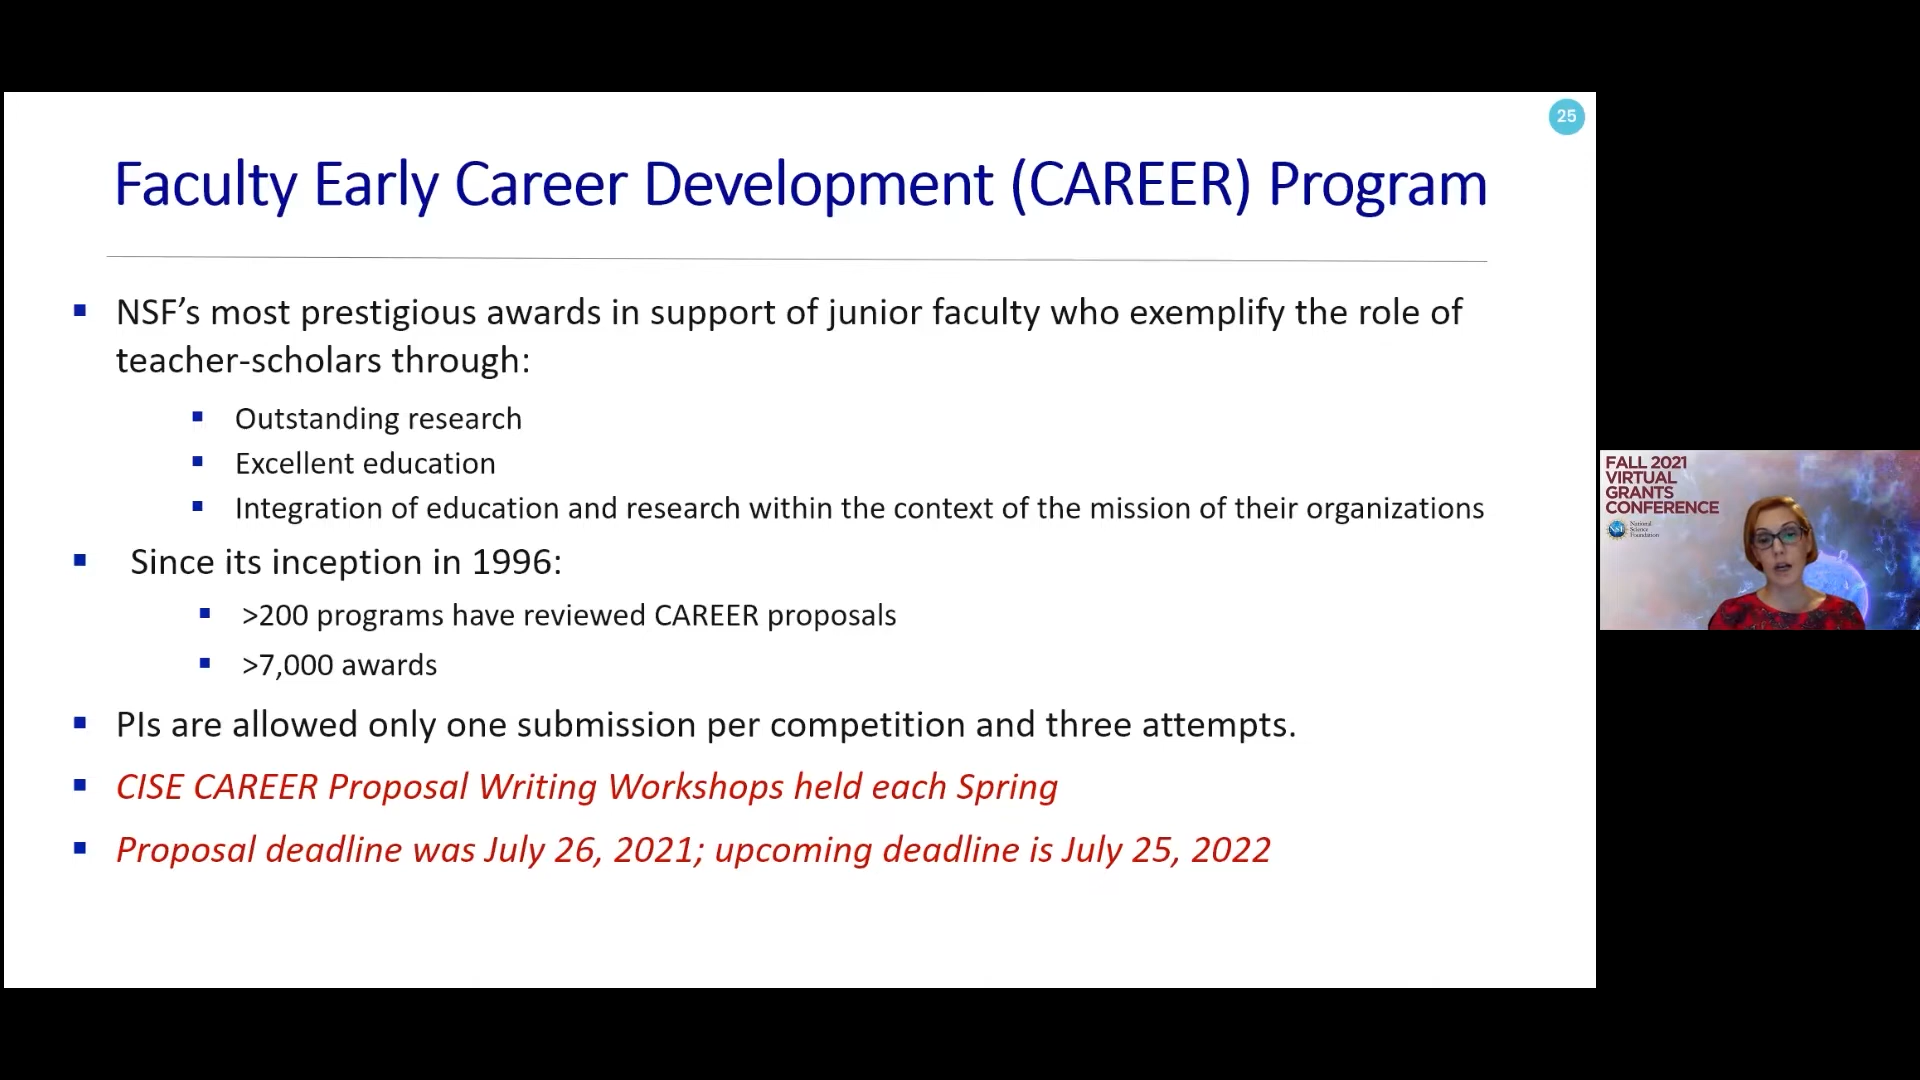 25
Faculty Early Career Development (CAREER) Program
▪ NSF’s most prestigious awards in support of junior faculty who exemplify the role of
teacher-scholars through:
▪ Outstanding research
▪ Excellent education
▪ Integration of education and research within the context of the mission of their organizations
▪ Since its inception in 1996:
▪ >200 programs have reviewed CAREER proposals
▪ >7,000 awards
▪ PIs are allowed only one submission per competition and three attempts.
▪ CISE CAREER Proposal Writing Workshops held each Spring
▪ Proposal deadline was July 26, 2021; upcoming deadline is July 25, 2022
FALL 2021
VIRTUAL
GRANTS
CONFERENCE
NSF
National
Science
Foundation